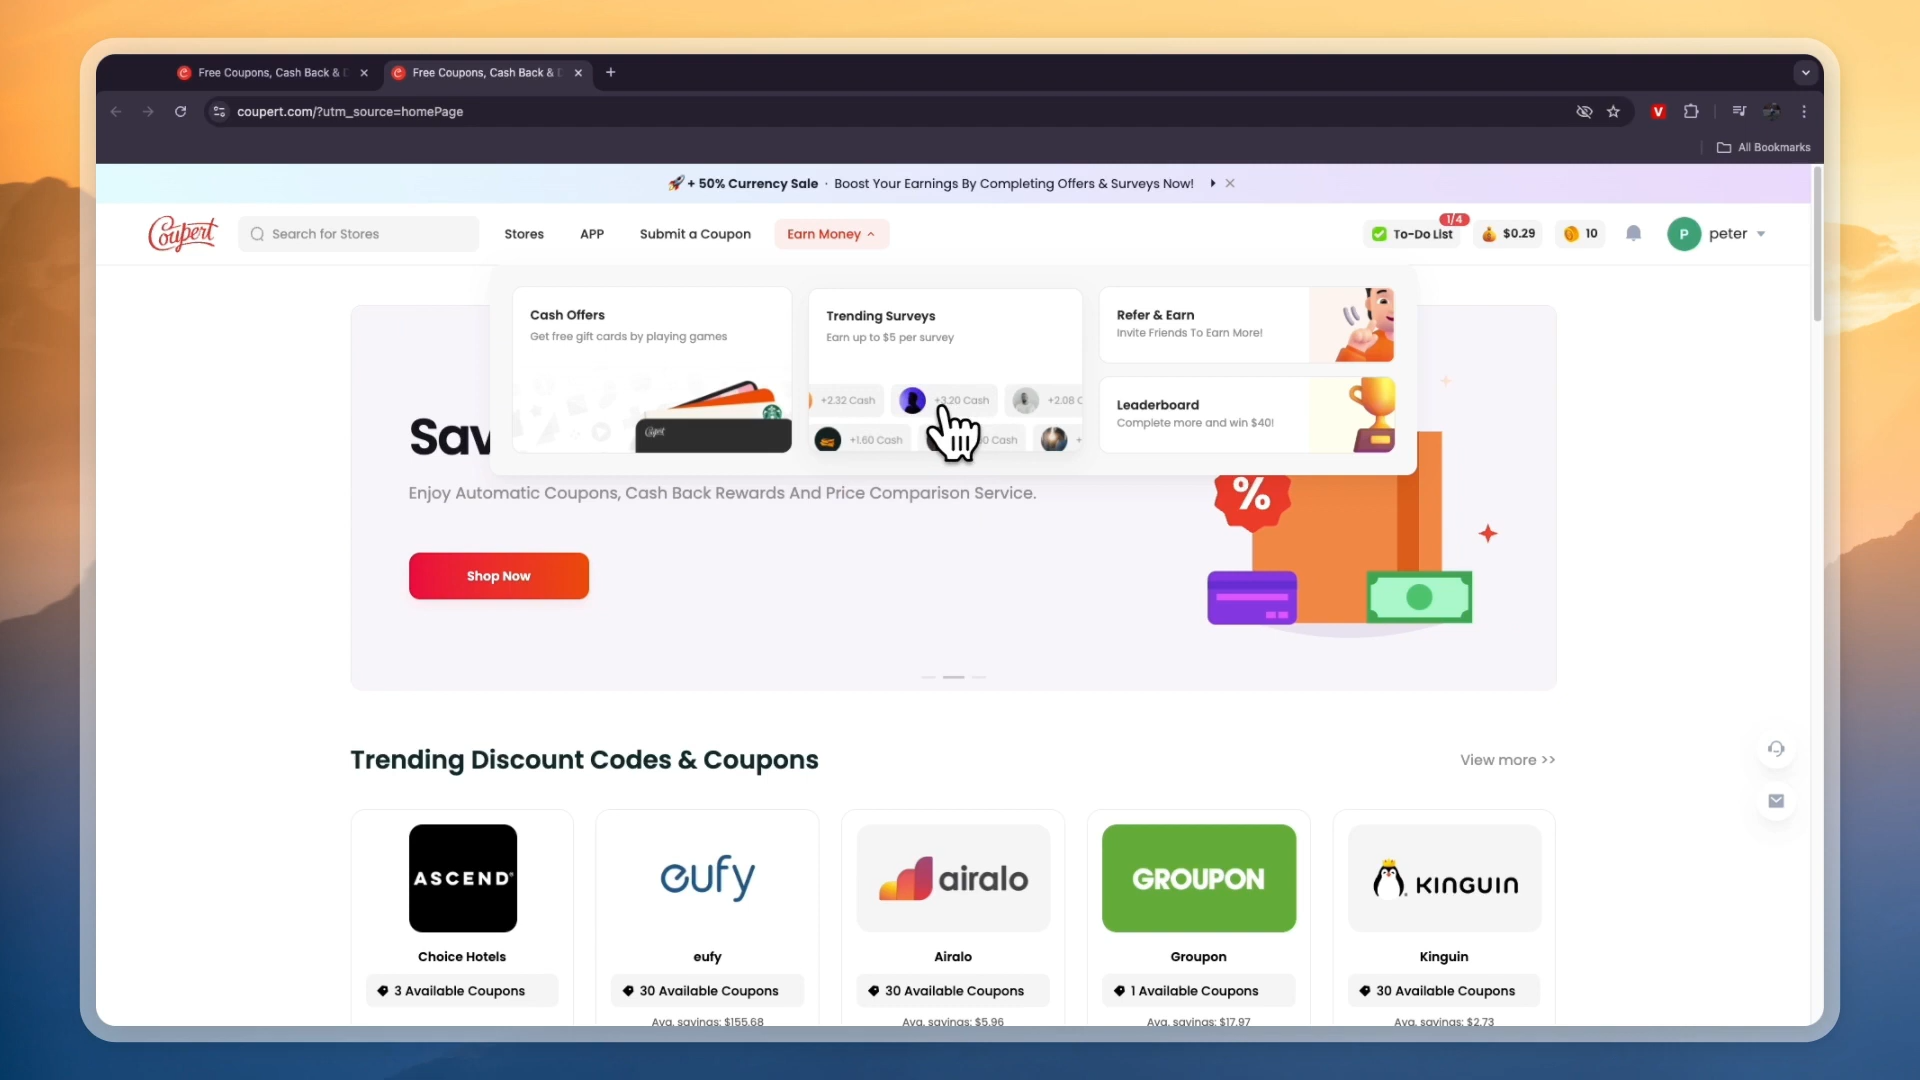 Free Coupons, Cash Back &
Free Coupons, Cash Back &
coupert.com/?utm_source=homePage
V
All Bookmarks
+ 50% Currency Sale · Boost Your Earnings By Completing Offers & Surveys Now!
Coupert
Search for Stores
Stores
APP
Submit a Coupon
Earn Money
1/4
To-Do List
$0.29
10
P
peter
Cash Offers
Get free gift cards by playing games
Coupert
Trending Surveys
Earn up to $5 per survey
+2.32 Cash
+3.20 Cash
+2.08
+1.60 Cash
Cash
Refer & Earn
Invite Friends To Earn More!
Leaderboard
Complete more and win $40!
Sav
Enjoy Automatic Coupons, Cash Back Rewards And Price Comparison Service.
%
Shop Now
Trending Discount Codes & Coupons
View more >>
ASCEND
eufy
airalo
GROUPON
KINGUIN
Choice Hotels
eufy
Airalo
Groupon
Kinguin
3 Available Coupons
30 Available Coupons
30 Available Coupons
1 Available Coupons
30 Available Coupons
Avg. savings: $155.68
Avg. savings: $5.96
Avg. savings: $17.97
Avg. savings: $2.73